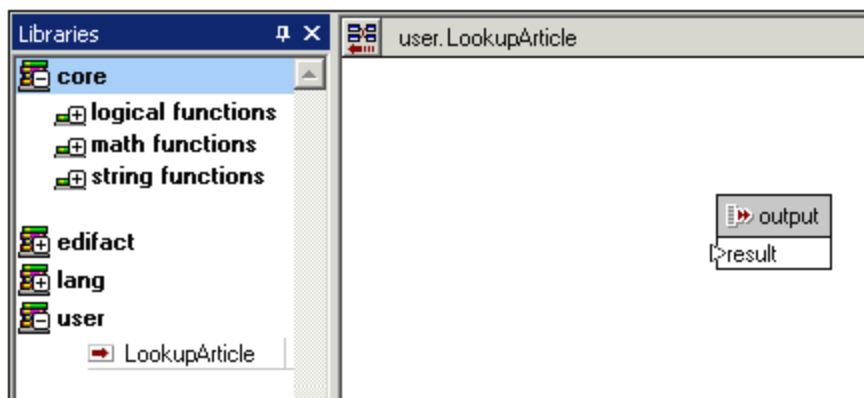 Libraries
core
logical functions
math functions
string functions
edifact
lang
user
LookupArticle
user.LookupArticle
output
result